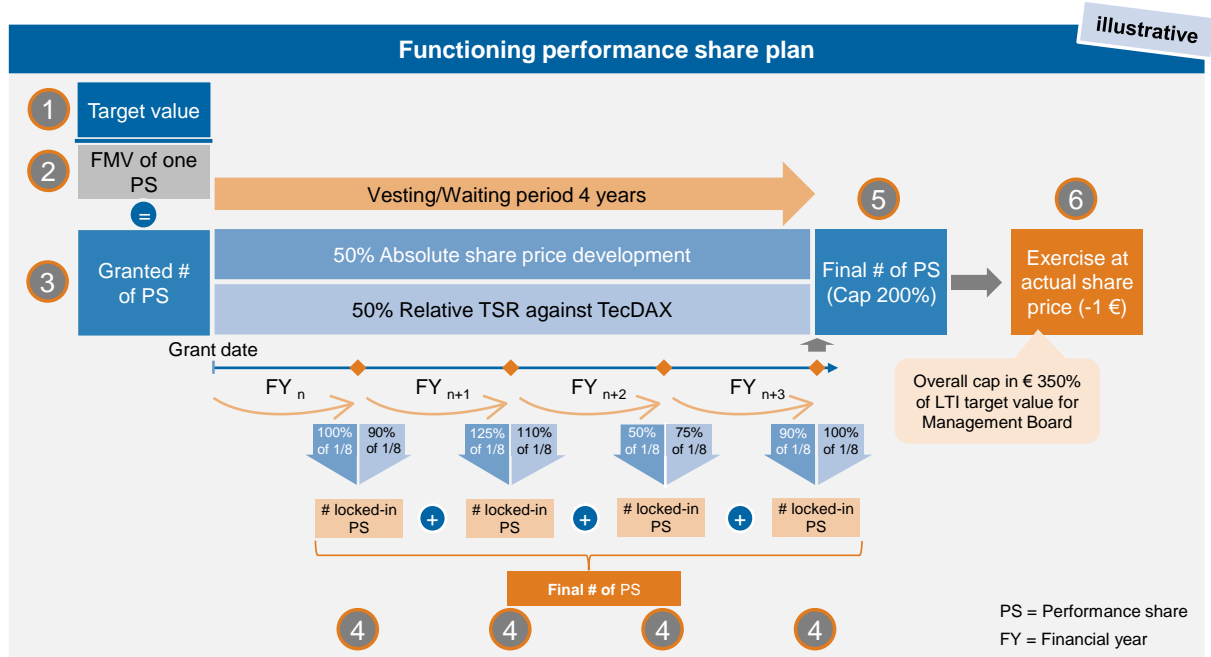 illustrative
Functioning performance share plan
1
Target value
2
FMV of one
PS
=
Vesting/Waiting period 4 years
5
6
3
Granted #
of PS
50% Absolute share price development
50% Relative TSR against TecDAX
Final # of PS
(Cap 200%)
Exercise at
actual share
price (-1 €)
Grant date
FY n
FY n+1
FY n+2
FY n+3
Overall cap in € 350%
of LTI target value for
Management Board
100%
of 1/8
90%
of 1/8
125%
of 1/8
110%
of 1/8
50%
of 1/8
75%
of 1/8
90%
of 1/8
100%
of 1/8
# locked-in
PS
+
# locked-in
PS
+
# locked-in
PS
+
# locked-in
PS
Final # of PS
4
4
4
4
PS = Performance share
FY = Financial year